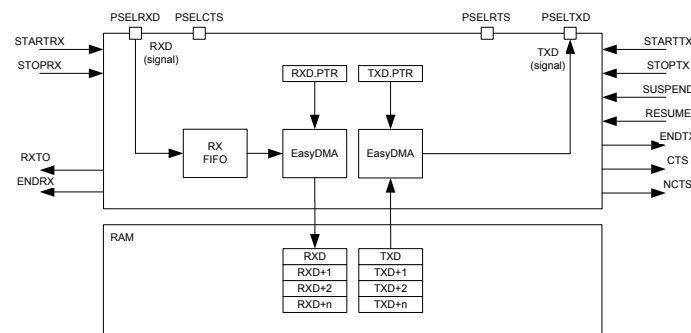 PSELRXD PSELCTS PSELRTS PSELTXD
STARTRX
STOPRX
RXD
(signal)
TXD
(signal)
STARTTX
STOPTX
SUSPEND
RESUME
RXD.PTR TXD.PTR
RX
FIFO
EasyDMA EasyDMA
RXTO
ENDRX
ENDTX
CTS
NCTS
RAM
RXD TXD
RXD+1 TXD+1
RXD+2 TXD+2
RXD+n TXD+n